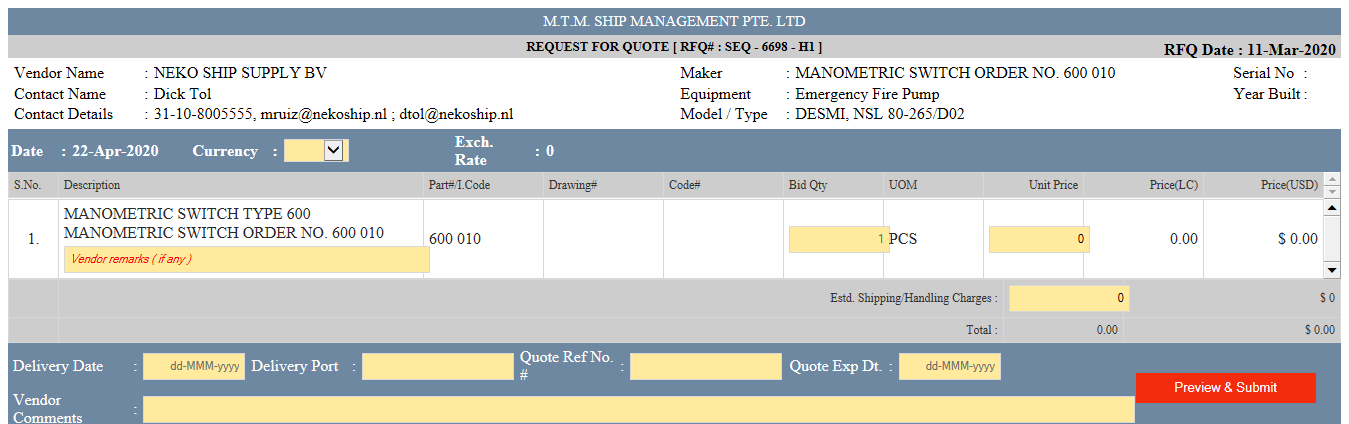 M.T.M. SHIP MANAGEMENT PTE. LTD
REQUEST FOR QUOTE [ RFQ# : SEQ - 6698 - H1 ]
RFQ Date : 11-Mar-2020
Vendor Name : NEKO SHIP SUPPLY BV Maker : MANOMETRIC SWITCH ORDER NO. 600 010 Serial No :
Contact Name : Dick Tol Equipment : Emergency Fire Pump Year Built :
Contact Details : 31-10-8005555, mruiz@nekoship.nl ; dtol@nekoship.nl Model / Type : DESMI, NSL 80-265/D02
Date : 22-Apr-2020 Currency : Exch. Rate : 0
S.No. Description Part#/I.Code Drawing# Code# Bid Qty UOM Unit Price Price(LC) Price(USD)
MANOMETRIC SWITCH TYPE 600
1. MANOMETRIC SWITCH ORDER NO. 600 010 600 010 1 PCS 0 0.00 $ 0.00
Vendor remarks ( if any )
Estd. Shipping/Handling Charges : 0 $ 0
Total : 0.00 $ 0.00
Delivery Date : dd-MMM-yyyy Delivery Port : Quote Ref No. # : Quote Exp Dt. : dd-MMM-yyyy
Preview & Submit
Vendor Comments :